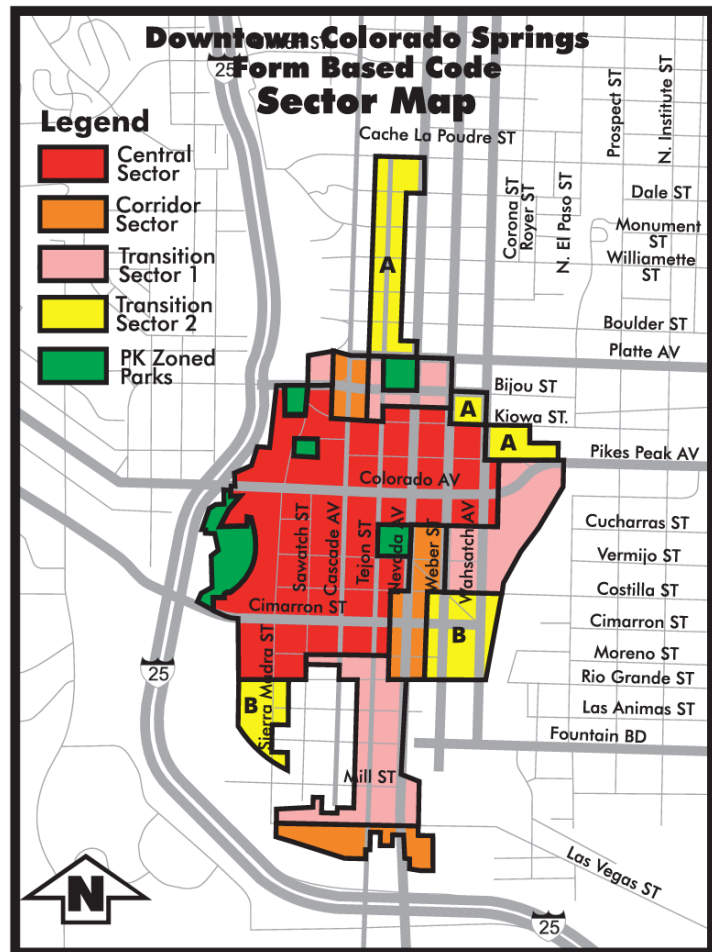 Downtown Colorado Springs
Form Based Code
Sector Map
25
Legend
Central
Sector
Corridor
Sector
Transition
Sector 1
Transition
Sector 2
PK Zoned
Parks
Cache La Poudre ST
Prospect ST
N. Institute ST
Corona ST
Royer ST
N. El Paso ST
Dale ST
Monument
ST
Williamette
ST
A
Boulder ST
Platte AV
Bijou ST
A
Kiowa ST.
A
Pikes Peak AV
Colorado AV
Sawatch ST
Cascade AV
Tejon ST
Nevada AV
Weber ST
Wahsatch AV
Cucharras ST
Vermijo ST
Costilla ST
Cimarron ST
Cimarron ST
B
Moreno ST
Rio Grande ST
25
B
Sierra Madra ST
Las Animas ST
Fountain BD
Mill ST
Las Vegas ST
N
25